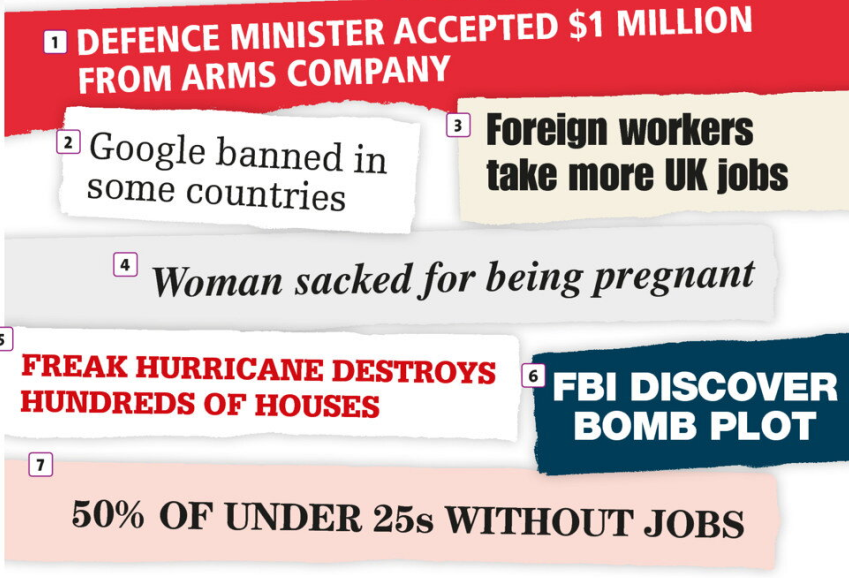 1 DEFENCE MINISTER ACCEPTED $1 MILLION
FROM ARMS COMPANY
2 Google banned in
some countries
3 Foreign workers
take more UK jobs
4 Woman sacked for being pregnant
5 FREAK HURRICANE DESTROYS
HUNDREDS OF HOUSES
6 FBI DISCOVER
BOMB PLOT
7
50% OF UNDER 25s WITHOUT JOBS